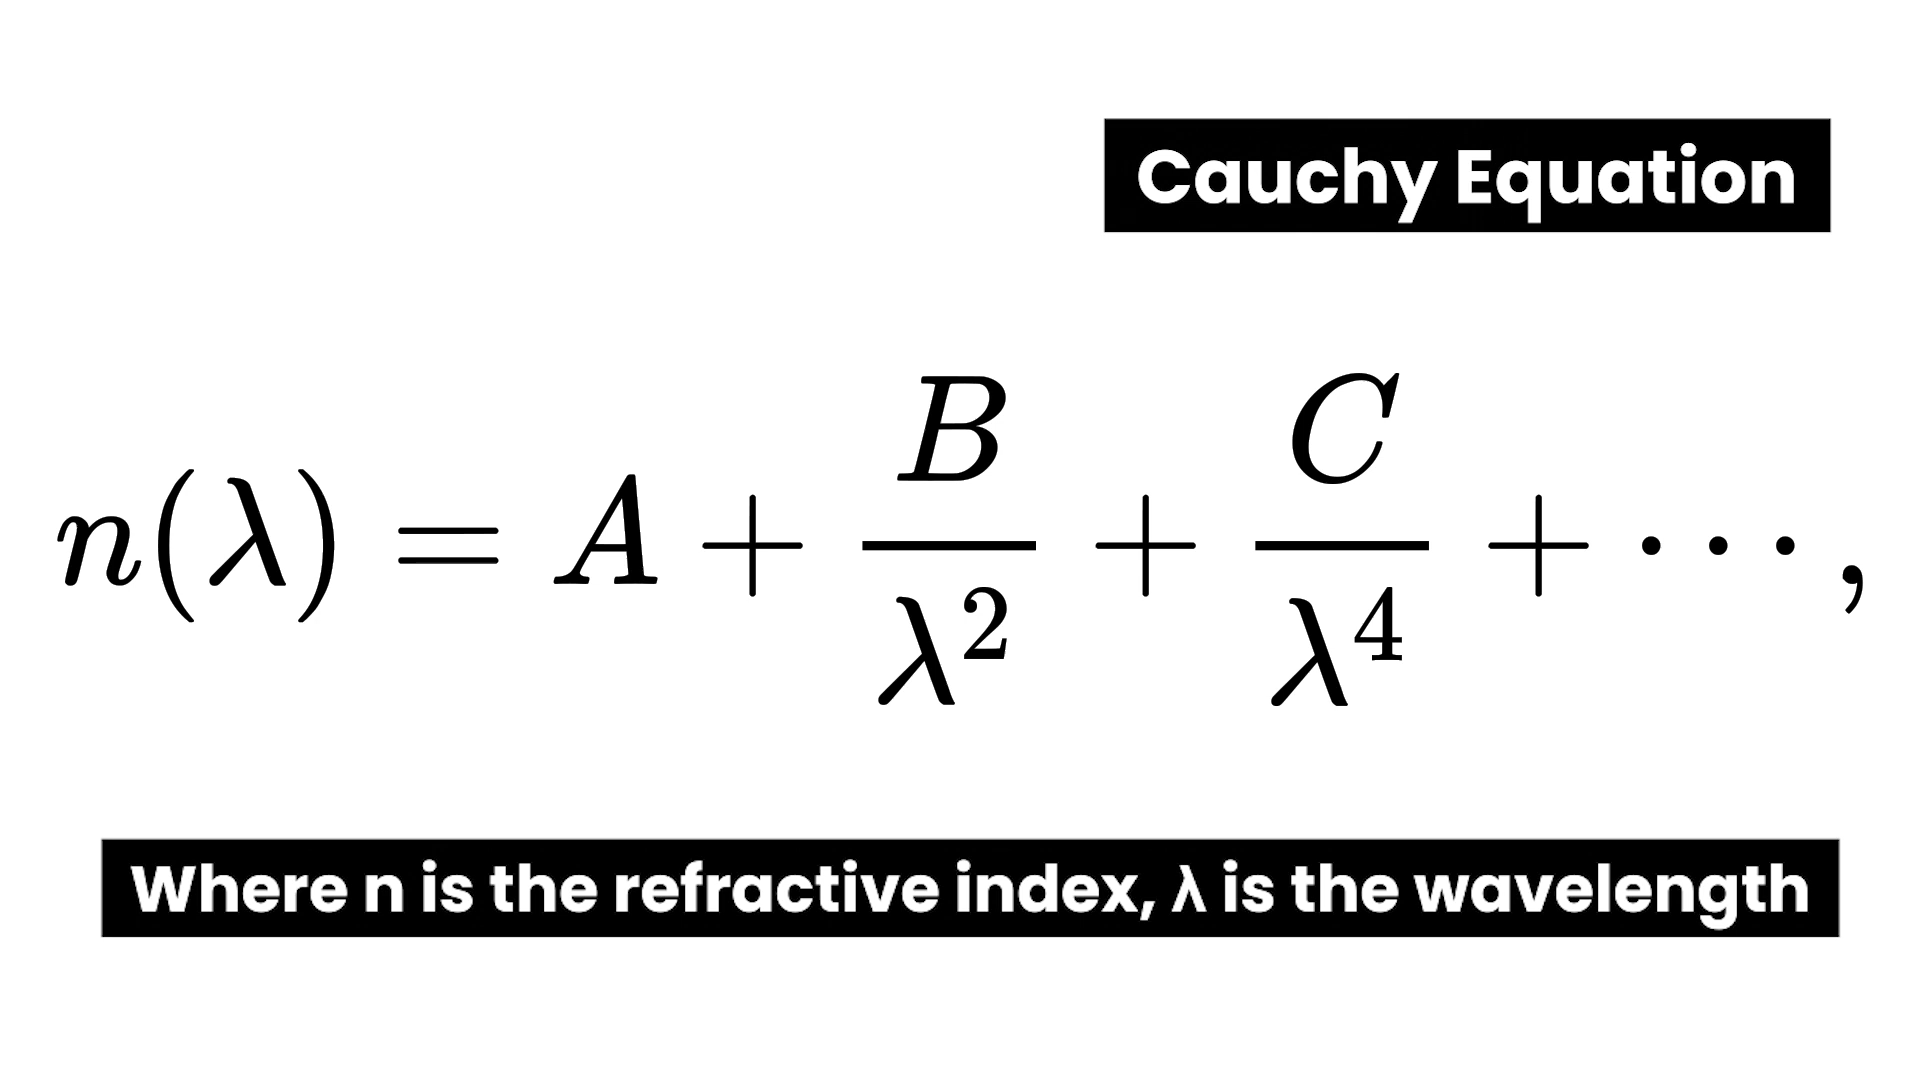 Cauchy Equation
n(λ) = A + B/λ² + C/λ⁴ + ⋯ ,
Where n is the refractive index, λ is the wavelength